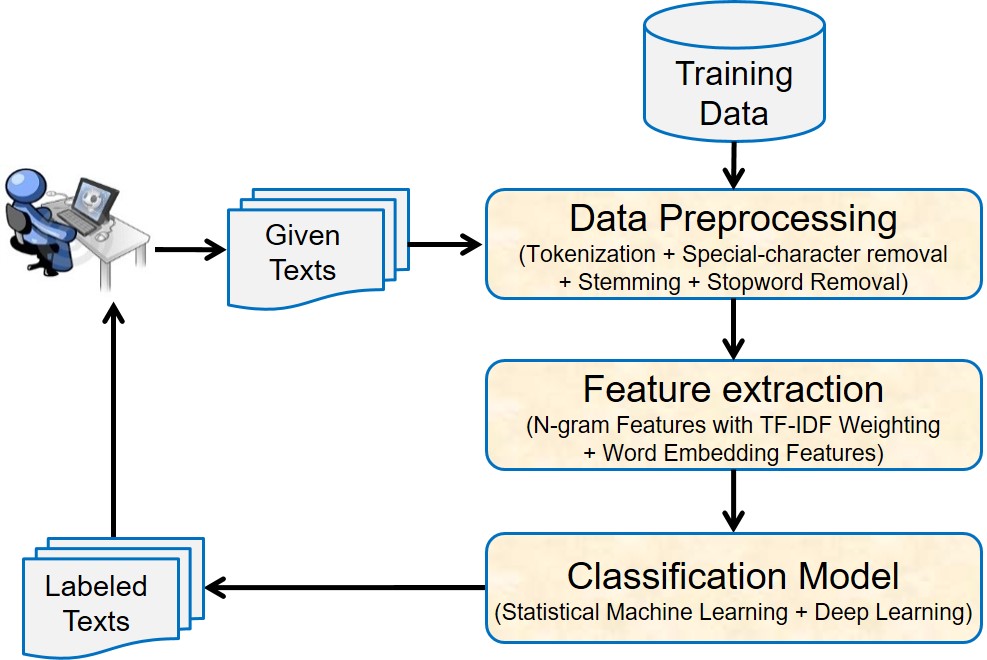 Training
Data
Given
Texts
Data Preprocessing
(Tokenization + Special-character removal
+ Stemming + Stopword Removal)
Feature extraction
(N-gram Features with TF-IDF Weighting
+ Word Embedding Features)
Classification Model
(Statistical Machine Learning + Deep Learning)
Labeled
Texts